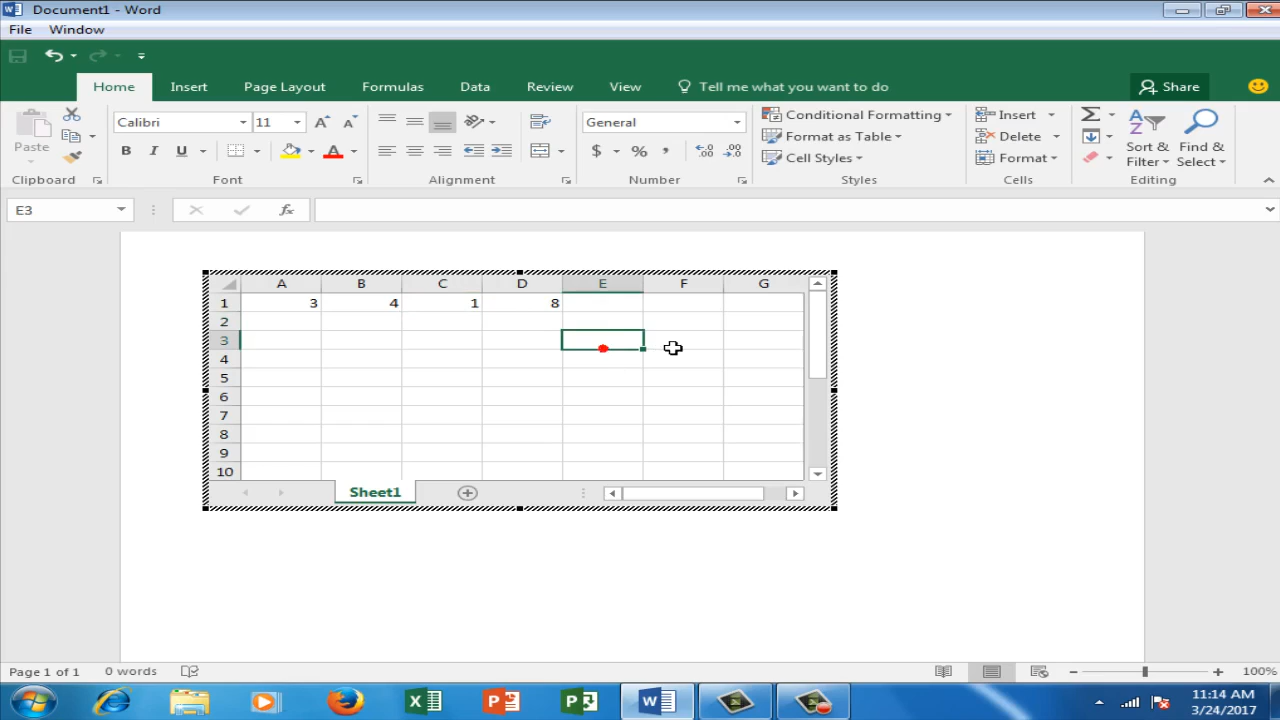 Document1 - Word
File Window
Home Insert Page Layout Formulas Data Review View Tell me what you want to do Share
Paste Calibri 11 General Conditional Formatting Insert
B I U $ % , Format as Table Delete Sort & Filter Find & Select
Cell Styles Format
Clipboard Font Alignment Number Styles Cells Editing
E3 fx
A B C D E F G
1 3 4 1 8
2
3
4
5
6
7
8
9
10
Sheet1
Page 1 of 1 0 words 100%
11:14 AM
3/24/2017